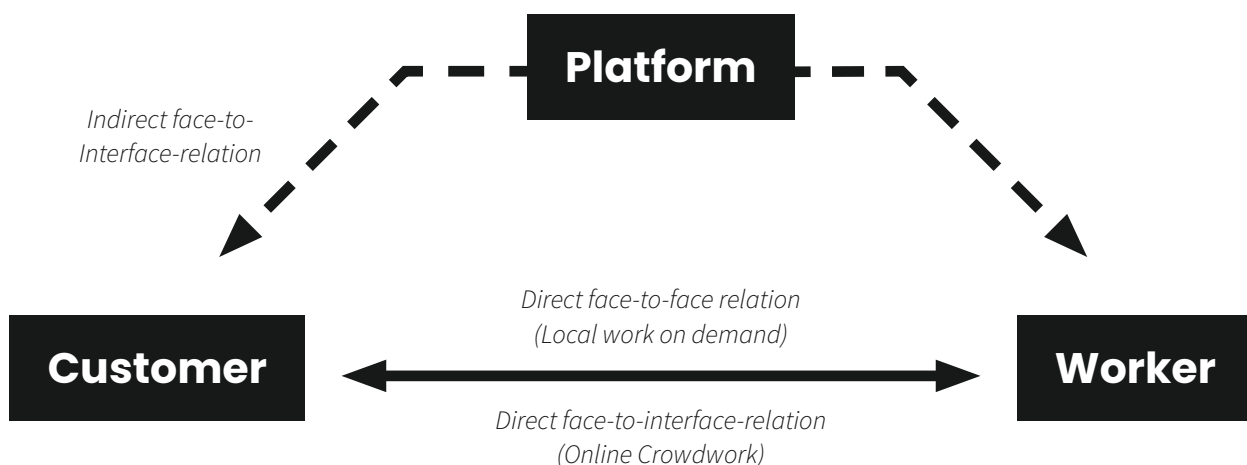 Platform
Indirect face-to-
Interface-relation
Direct face-to-face relation
(Local work on demand)
Customer
Worker
Direct face-to-interface-relation
(Online Crowdwork)